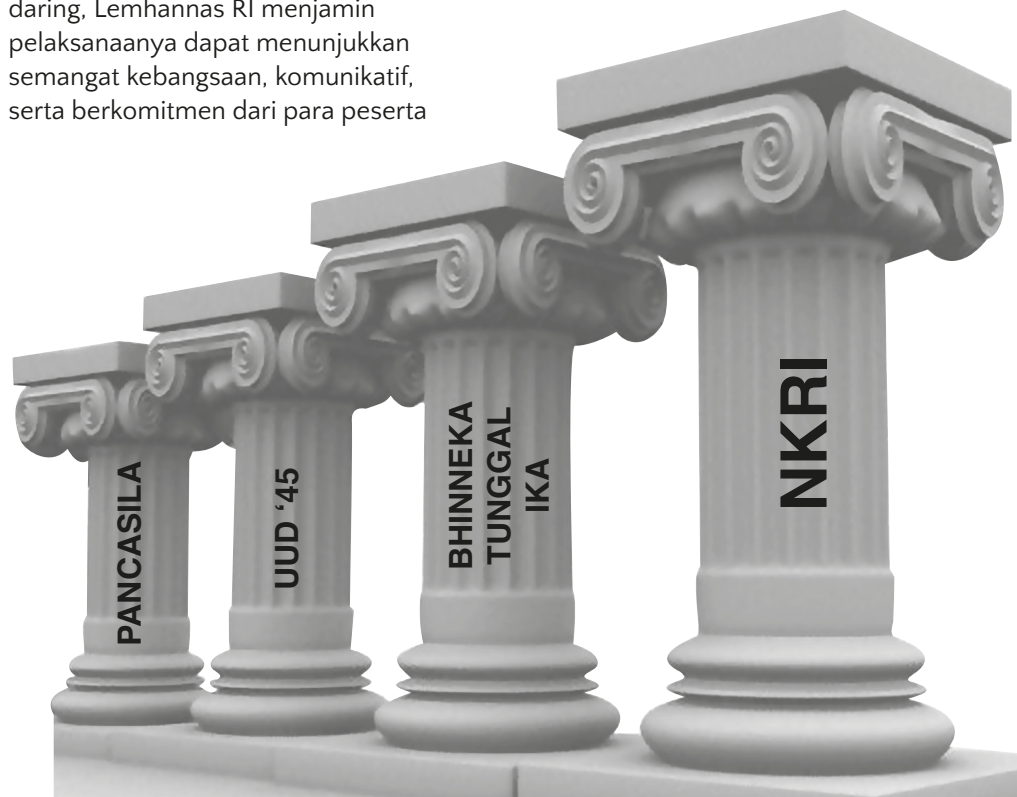 daring, Lemhannas RI menjamin
pelaksanaanya dapat menunjukkan
semangat kebangsaan, komunikatif,
serta berkomitmen dari para peserta
PANCASILA
UUD ‘45
BHINNEKA
TUNGGAL
IKA
NKRI